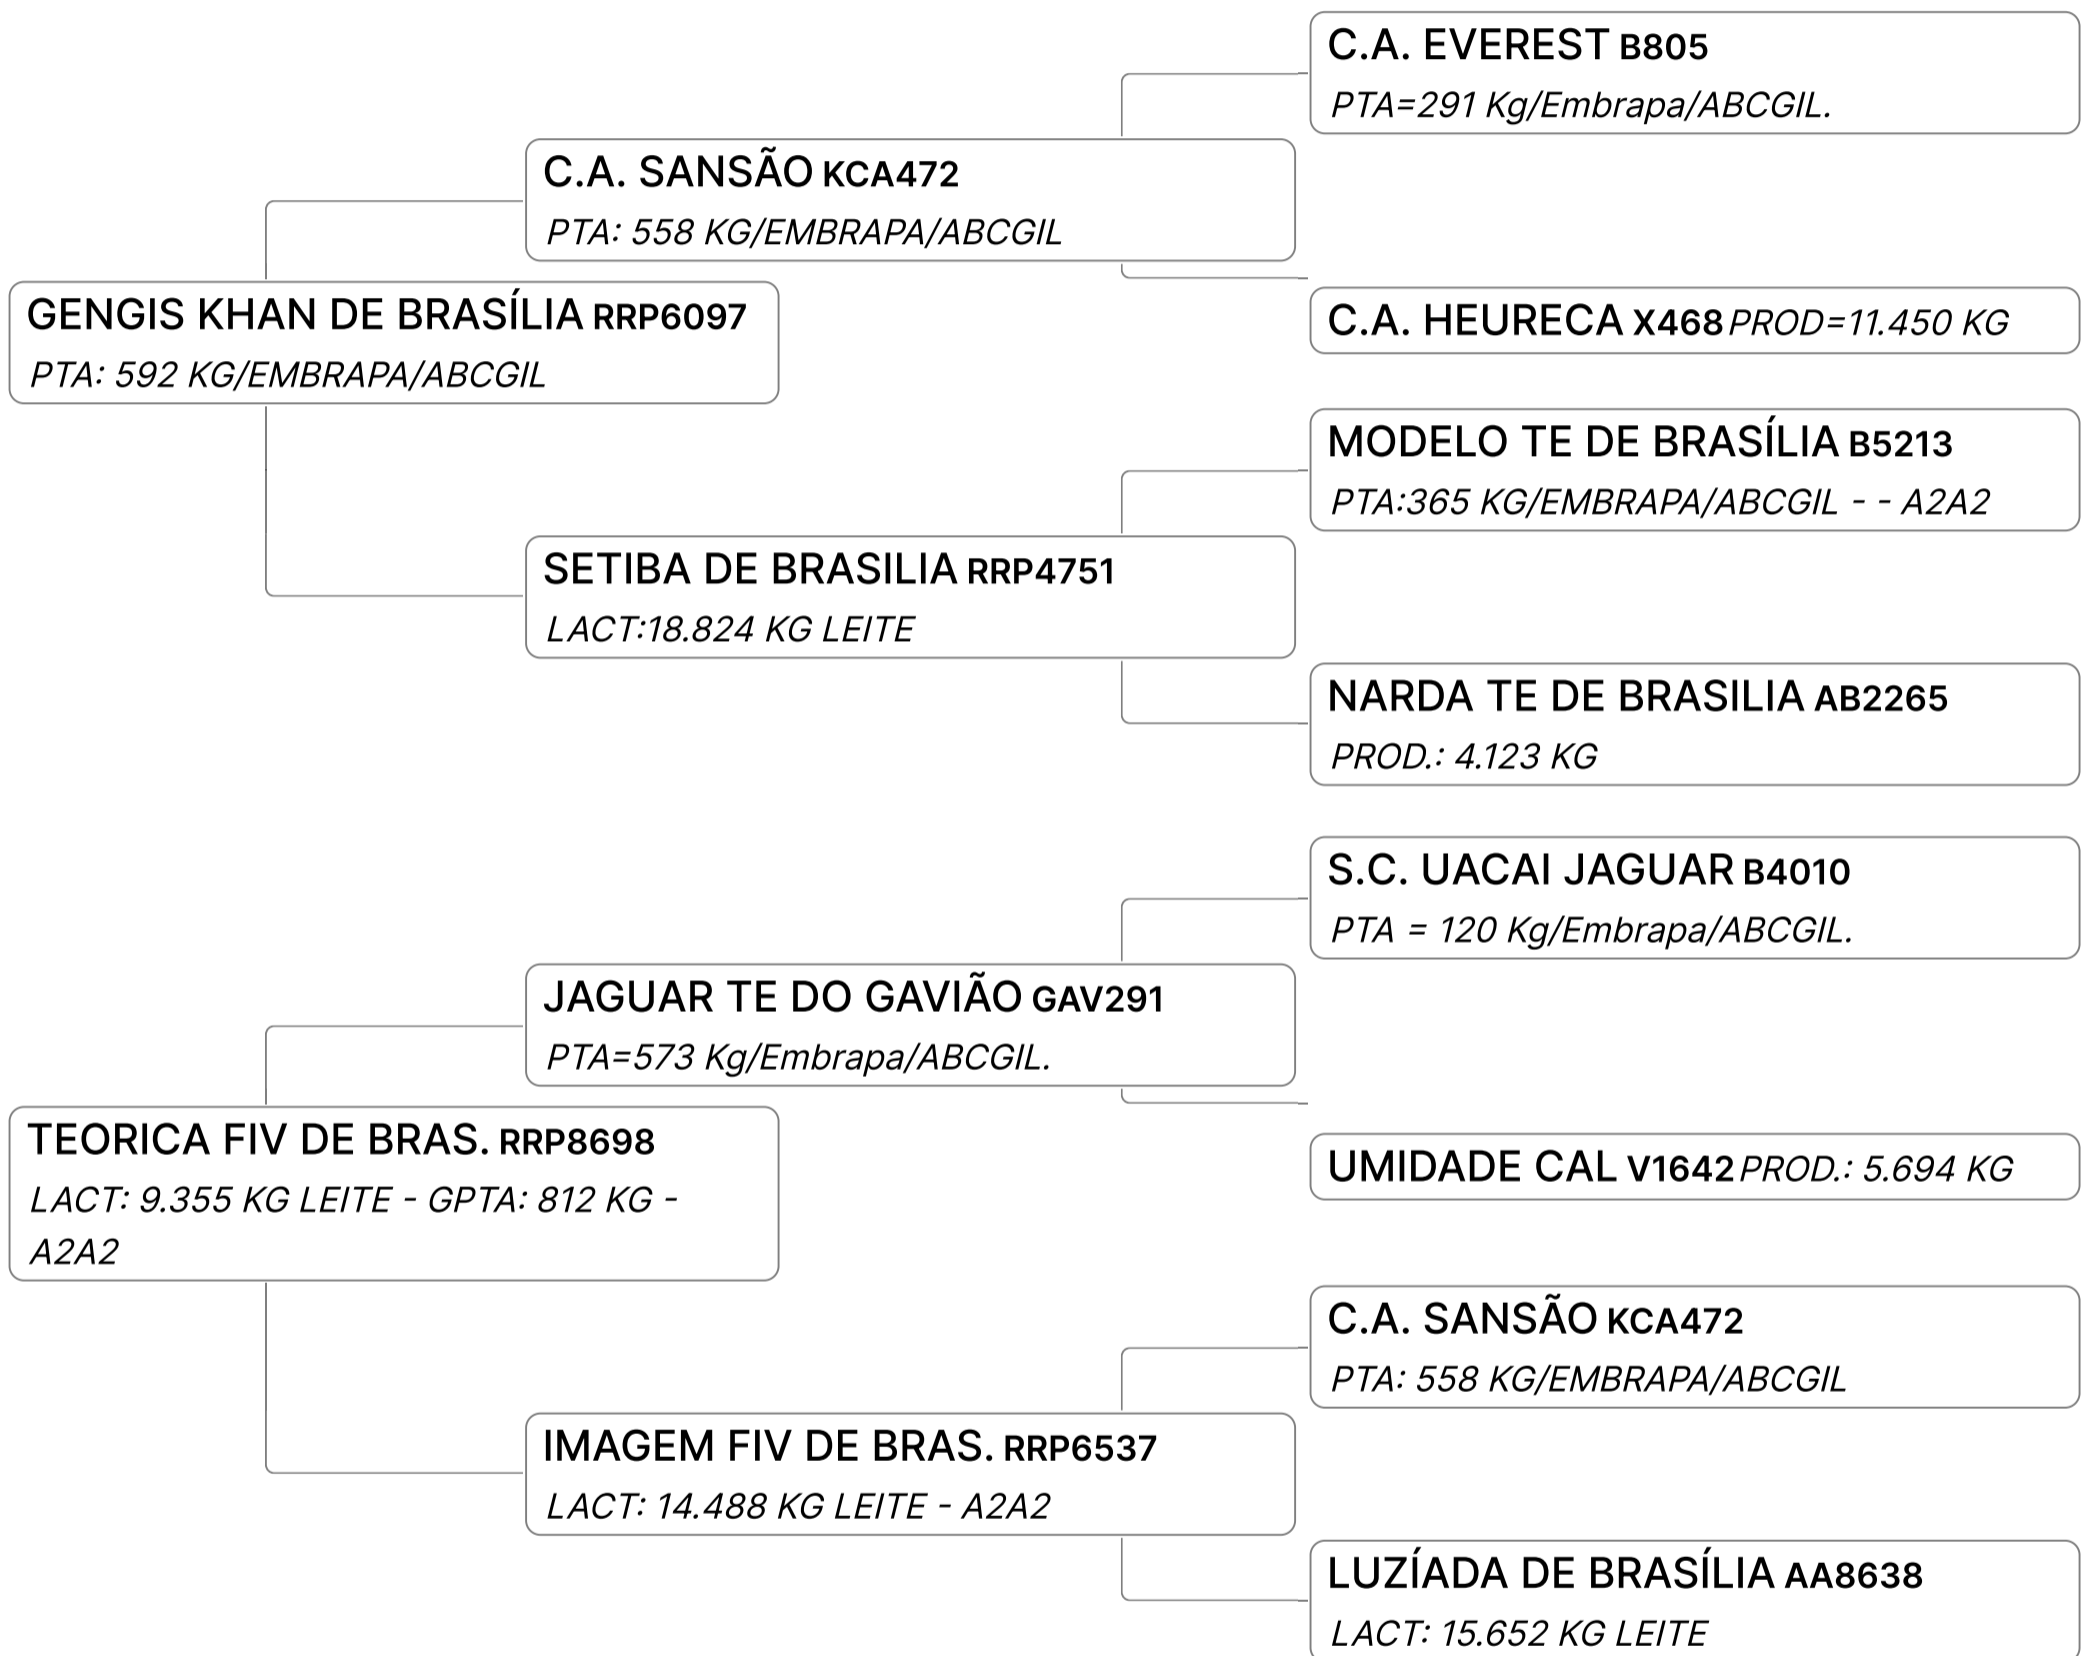 C.A. EVEREST B805
PTA=291 Kg/Embrapa/ABCGIL.
C.A. SANSÃO KCA472
PTA: 558 KG/EMBRAPA/ABCGIL
C.A. HEURECA X468 PROD=11.450 KG
GENGIS KHAN DE BRASÍLIA RRP6097
PTA: 592 KG/EMBRAPA/ABCGIL
MODELO TE DE BRASÍLIA B5213
PTA:365 KG/EMBRAPA/ABCGIL - - A2A2
SETIBA DE BRASILIA RRP4751
LACT:18.824 KG LEITE
NARDA TE DE BRASILIA AB2265
PROD.: 4.123 KG
S.C. UACAI JAGUAR B4010
PTA = 120 Kg/Embrapa/ABCGIL.
JAGUAR TE DO GAVIÃO GAV291
PTA=573 Kg/Embrapa/ABCGIL.
UMIDADE CAL V1642 PROD.: 5.694 KG
TEORICA FIV DE BRAS. RRP8698
LACT: 9.355 KG LEITE - GPTA: 812 KG -
A2A2
C.A. SANSÃO KCA472
PTA: 558 KG/EMBRAPA/ABCGIL
IMAGEM FIV DE BRAS. RRP6537
LACT: 14.488 KG LEITE - A2A2
LUZÍADA DE BRASÍLIA AA8638
LACT: 15.652 KG LEITE